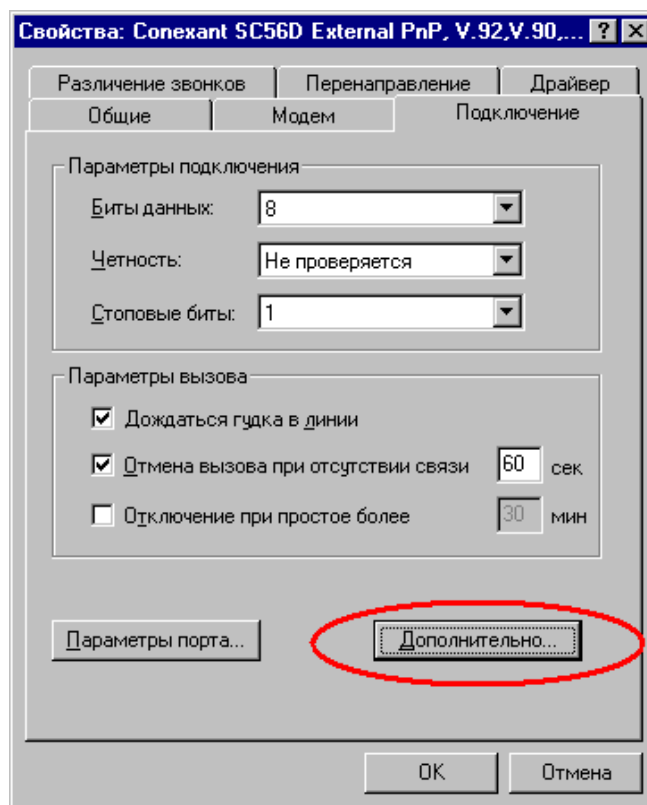 Свойства: Conexant SC56D External PnP, V.92,V.90,...
Различение звонков Перенаправление Драйвер
Общие Модем Подключение
Параметры подключения
Биты данных: 8
Четность: Не проверяется
Стоповые биты: 1
Параметры вызова
Дождаться гудка в линии
Отмена вызова при отсутствии связи 60 сек
Отключение при простое более 30 мин
Параметры порта... Дополнительно...
OK Отмена